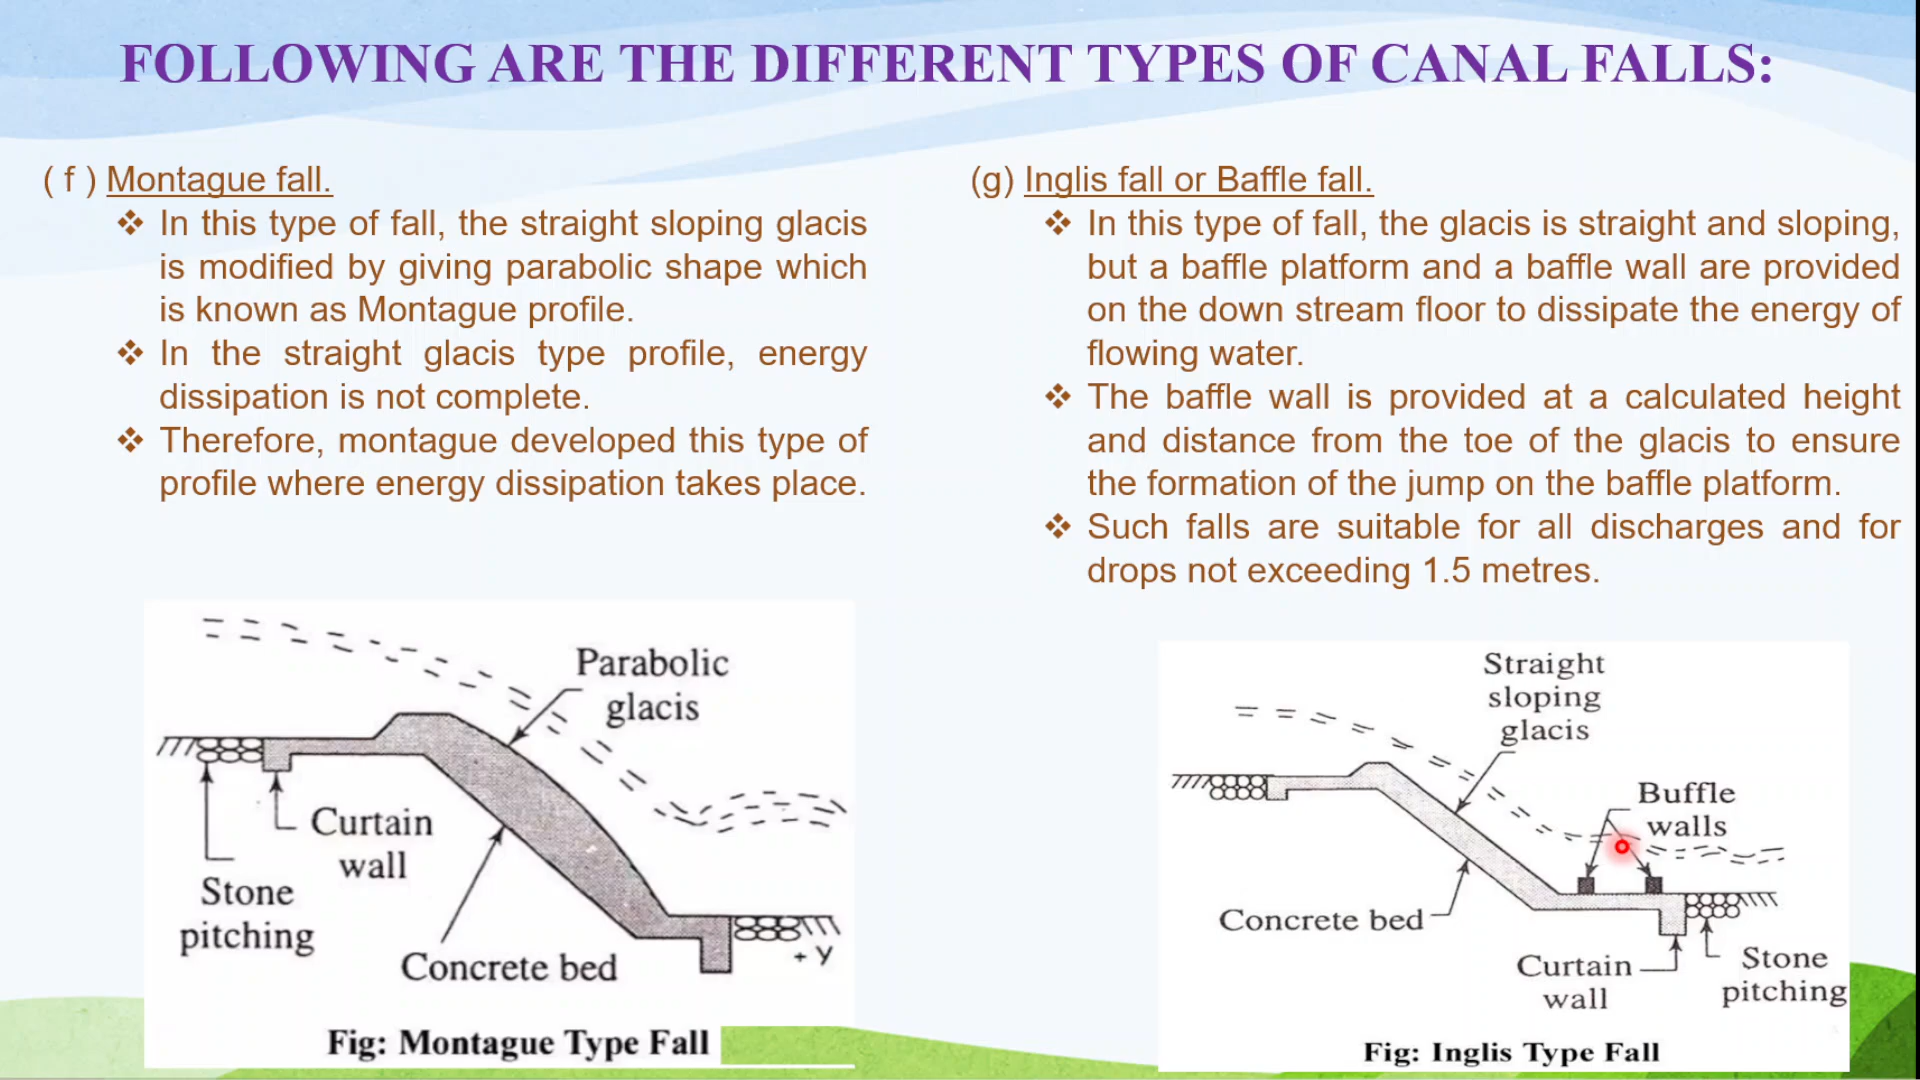 FOLLOWING ARE THE DIFFERENT TYPES OF CANAL FALLS:
( f ) Montague fall.
❖ In this type of fall, the straight sloping glacis
is modified by giving parabolic shape which
is known as Montague profile.
❖ In the straight glacis type profile, energy
dissipation is not complete.
❖ Therefore, montague developed this type of
profile where energy dissipation takes place.
Parabolic
glacis
Curtain
wall
Stone
pitching
Concrete bed
+ Y
Fig: Montague Type Fall
(g) Inglis fall or Baffle fall.
❖ In this type of fall, the glacis is straight and sloping,
but a baffle platform and a baffle wall are provided
on the down stream floor to dissipate the energy of
flowing water.
❖ The baffle wall is provided at a calculated height
and distance from the toe of the glacis to ensure
the formation of the jump on the baffle platform.
❖ Such falls are suitable for all discharges and for
drops not exceeding 1.5 metres.
Straight
sloping
glacis
Buffle
walls
Concrete bed
Curtain
wall
Stone
pitching
Fig: Inglis Type Fall